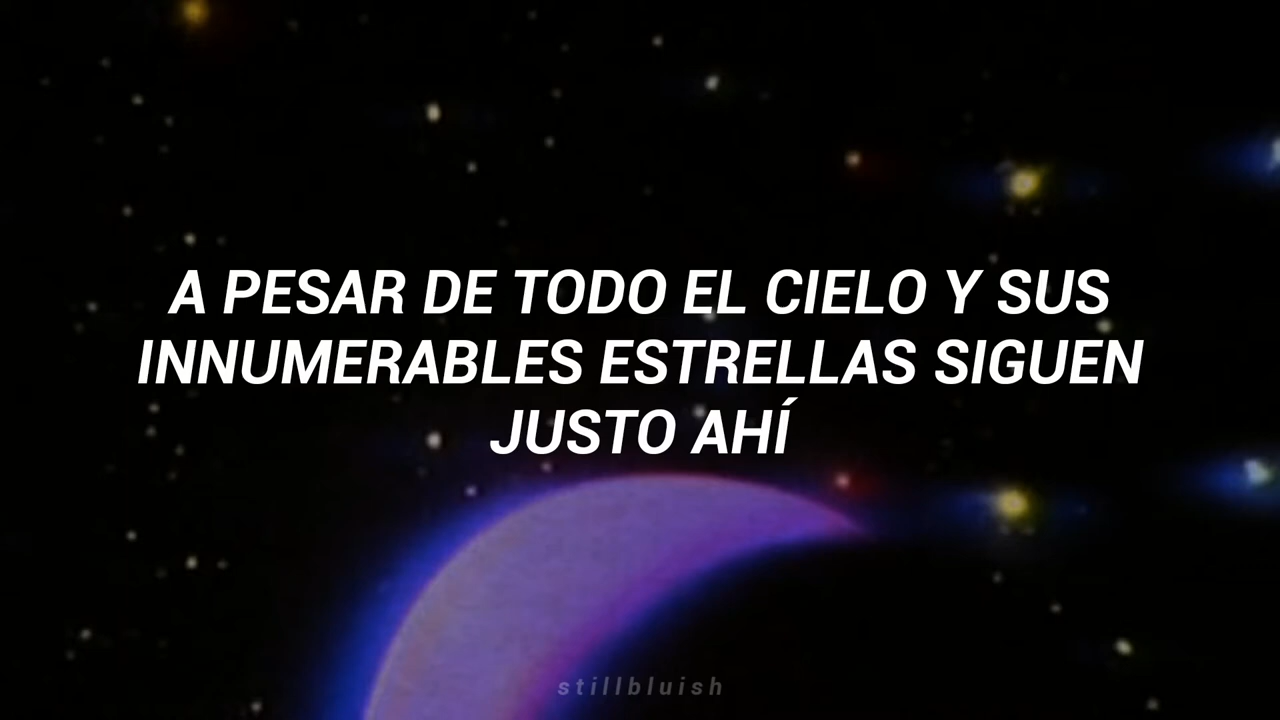 A PESAR DE TODO EL CIELO Y SUS
INNUMERABLES ESTRELLAS SIGUEN
JUSTO AHÍ
stillbluish